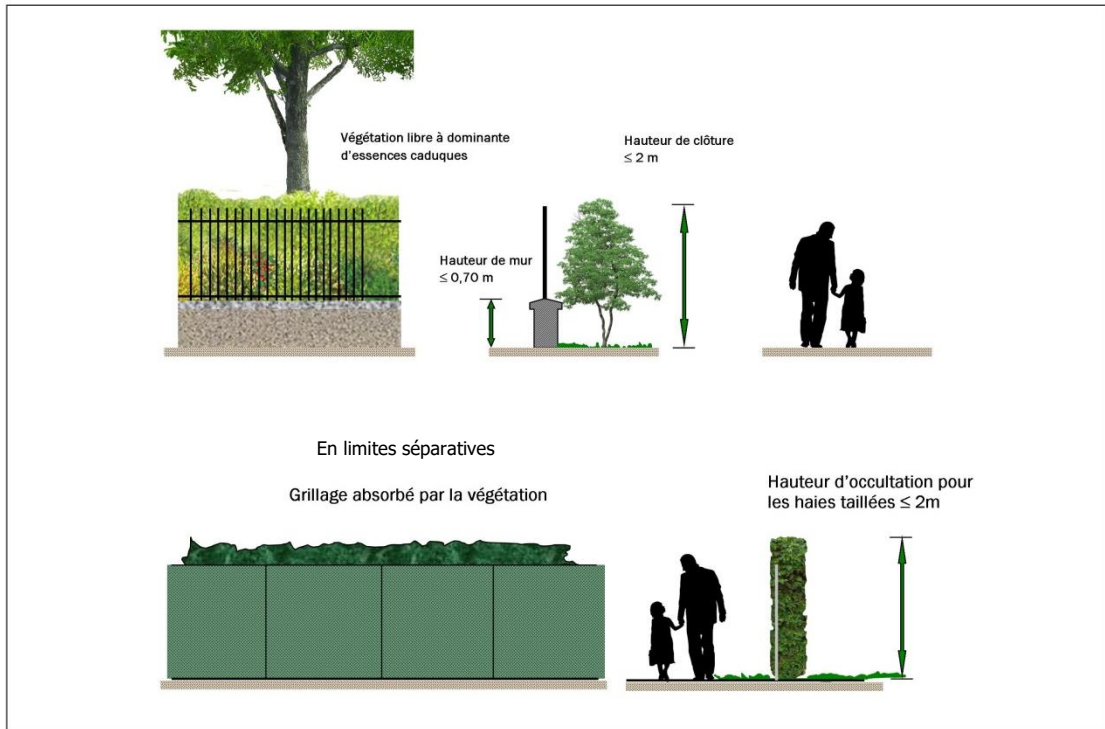 Végétation libre à dominante
d'essences caduques
Hauteur de clôture
≤ 2 m
Hauteur de mur
≤ 0,70 m
En limites séparatives
Grillage absorbé par la végétation
Hauteur d'occultation pour
les haies taillées ≤ 2m